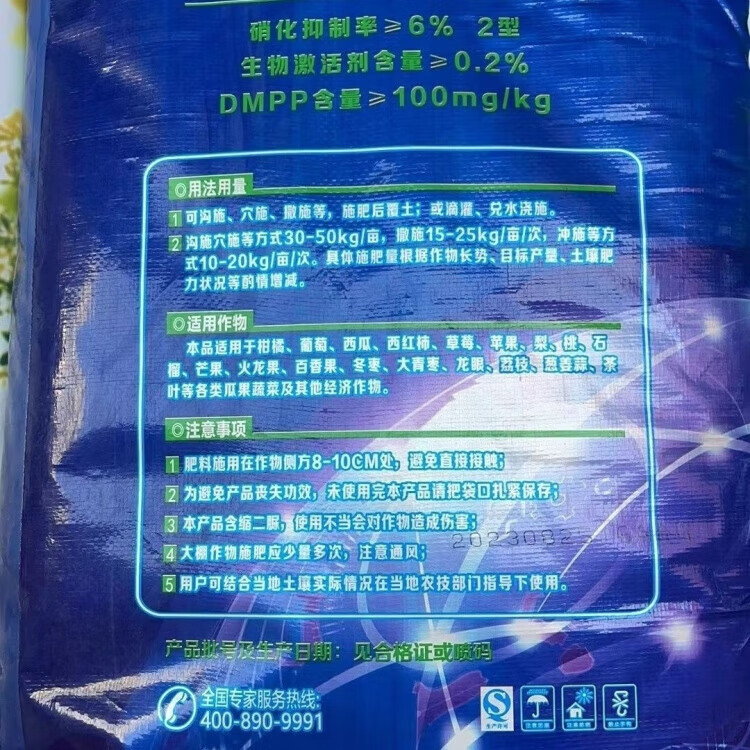 硝化抑制率≥6% 2型
生物激活剂含量≥0.2%
DMPP含量≥100mg/kg
◎用法用量
1 可沟施、穴施、撒施等，施肥后覆土；或滴灌、兑水浇施。
2 沟施穴施等方式30-50kg/亩，撒施15-25kg/亩/次，冲施等方
式10-20kg/亩/次。具体施肥量根据作物长势、目标产量、土壤肥
力状况等酌情增减。
◎适用作物
本品适用于柑橘、葡萄、西瓜、西红柿、草莓、苹果、梨、桃、石
榴、芒果、火龙果、百香果、冬枣、大青枣、龙眼、荔枝、葱姜蒜、茶
叶等各类瓜果蔬菜及其他经济作物。
◎注意事项
1 肥料施用在作物侧方8-10CM处，避免直接接触；
2 为避免产品丧失功效，未使用完本产品请把袋口扎紧保存；
3 本产品含缩二脲，使用不当会对作物造成伤害；
20230823
4 大棚作物施肥应少量多次，注意通风；
5 用户可结合当地土壤实际情况在当地农技部门指导下使用。
产品批号及生产日期：见合格证或喷码
全国专家服务热线：
400-890-9991
生产许可